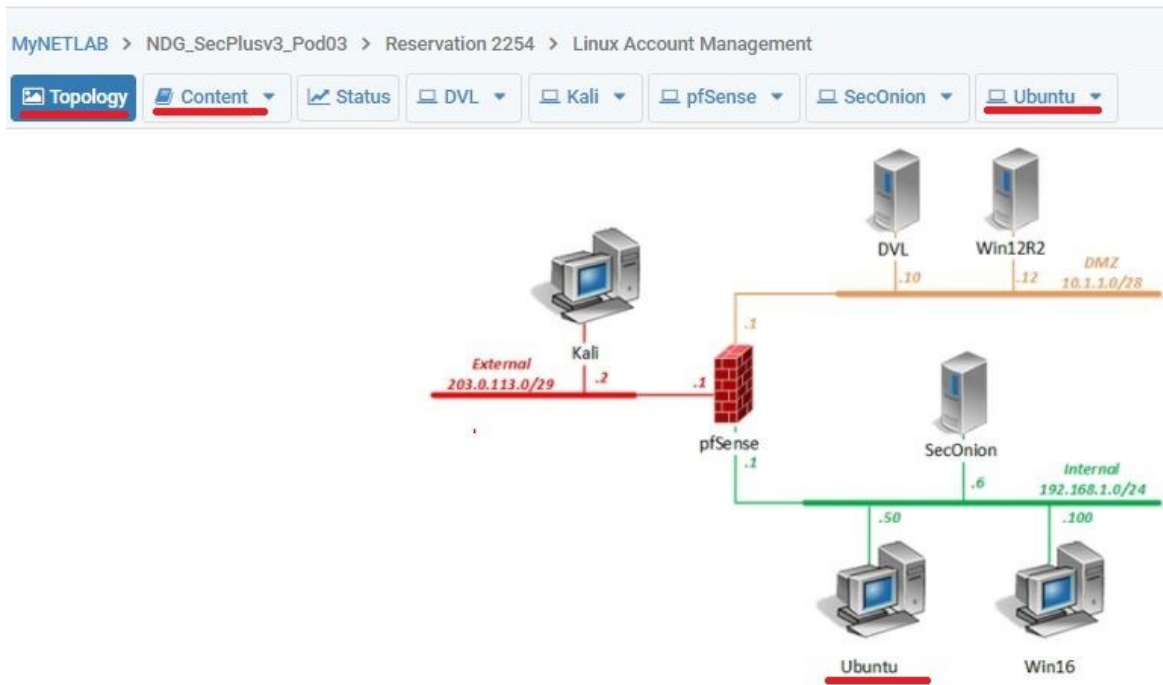 MyNETLAB > NDG_SecPlusv3_Pod03 > Reservation 2254 > Linux Account Management
Topology Content Status DVL Kali pfSense SecOnion Ubuntu
DVL Win12R2
DMZ
.10 .12 10.1.1.0/28
.1
Kali
External
203.0.113.0/29 .2 .1
pfSense
SecOnion
.1
Internal
.6 192.168.1.0/24
.50 .100
Ubuntu Win16